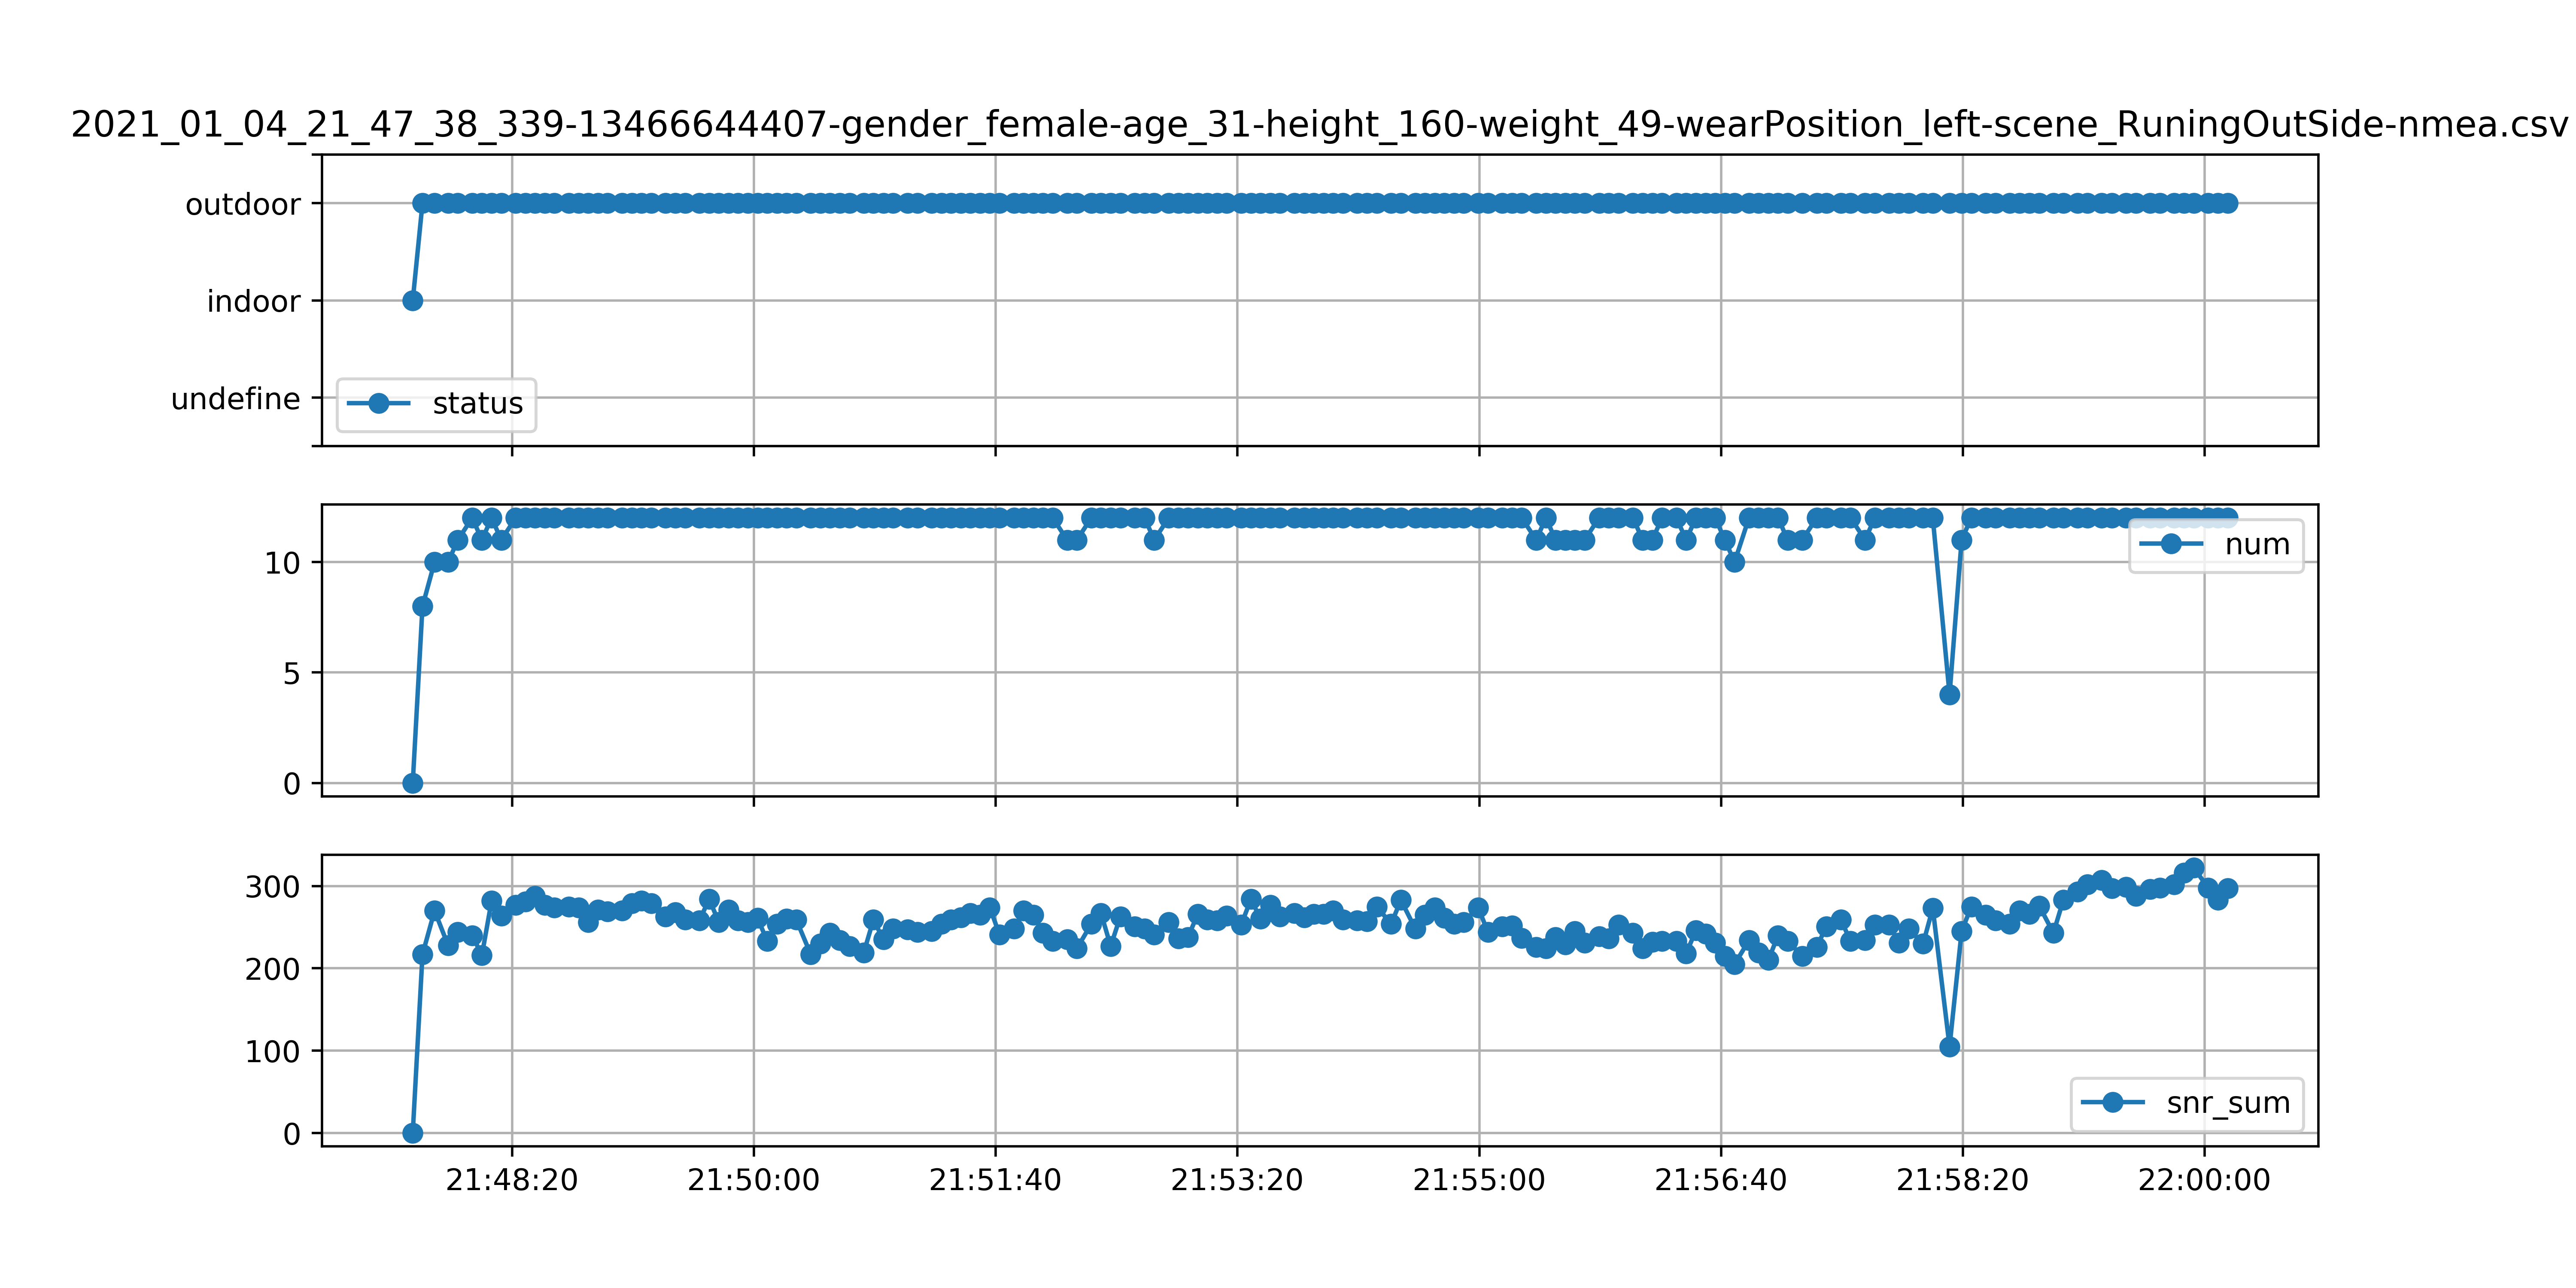 2021_01_04_21_47_38_339-13466644407-gender_female-age_31-height_160-weight_49-wearPosition_left-scene_RuningOutSide-nmea.csv
outdoor
indoor
undefine
status
10
5
0
num
300
200
100
0
snr_sum
21:48:20 21:50:00 21:51:40 21:53:20 21:55:00 21:56:40 21:58:20 22:00:00